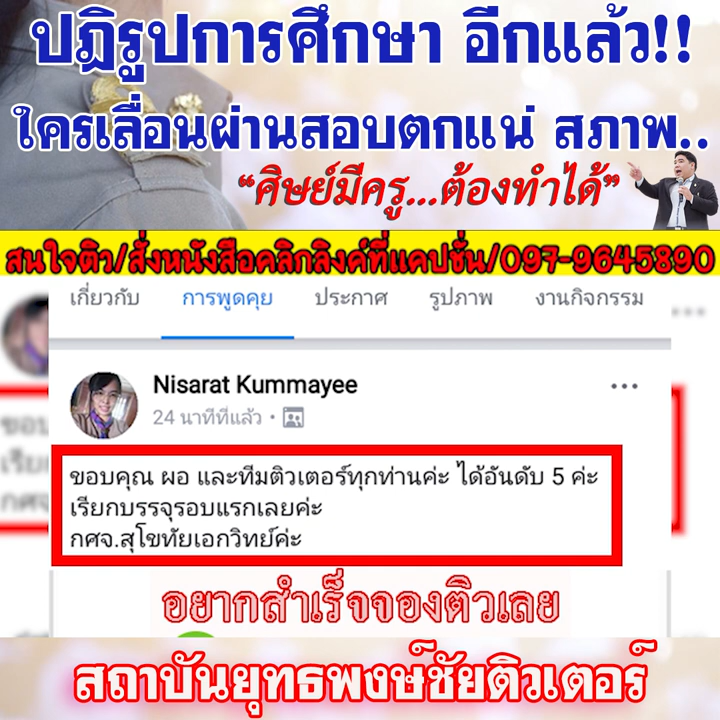 ปฏิรูปการศึกษา อีกแล้ว!!
ใครเลื่อนผ่านสอบตกแน่ สภาพ..
“ศิษย์มีครู...ต้องทำได้”
สนใจติว/สั่งหนังสือคลิกลิงค์ที่แคปชั่น/097-9645890
เกี่ยวกับ การพูดคุย ประกาศ รูปภาพ งานกิจกรรม
Nisarat Kummayee
24 นาทีที่แล้ว
ขอบคุณ ผอ และทีมติวเตอร์ทุกท่านค่ะ ได้อันดับ 5 ค่ะ
เรียกบรรจุรอบแรกเลยค่ะ
กศจ.สุโขทัยเอกวิทย์ค่ะ
อยากสำเร็จจองติวเลย
สถาบันยุทธพงษ์ชัยติวเตอร์